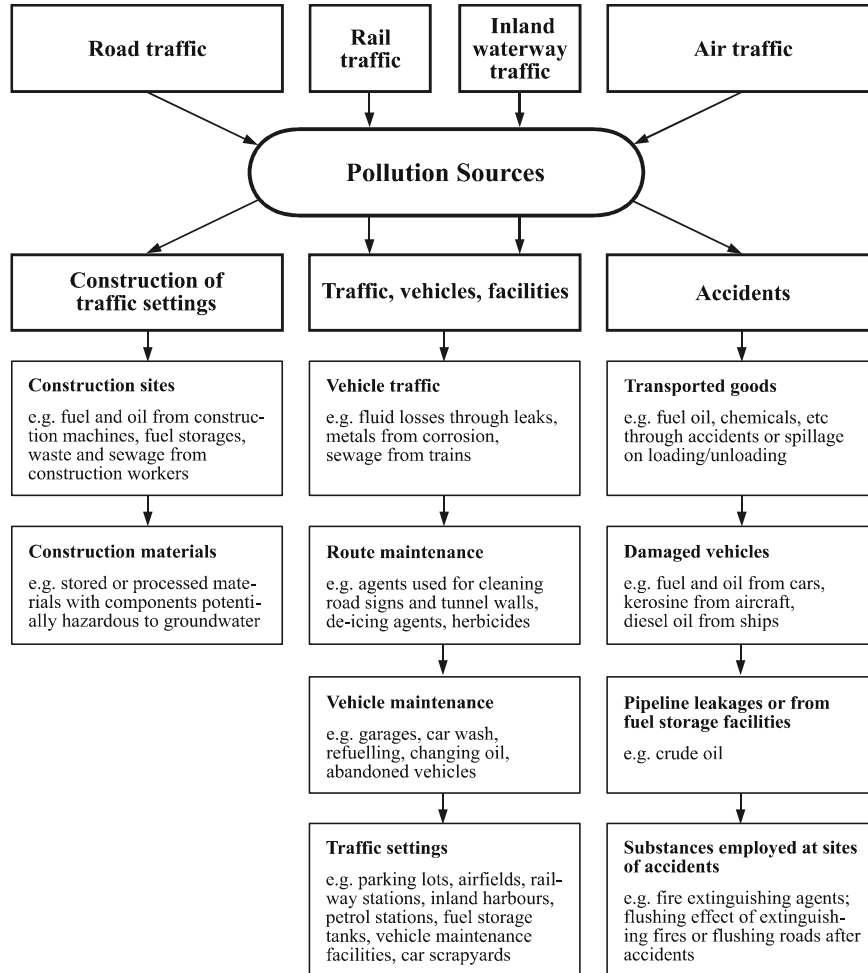 Road traffic
Rail
traffic
Inland
waterway
traffic
Air traffic
Pollution Sources
Construction of
traffic settings
Traffic, vehicles, facilities
Accidents
Construction sites
e.g. fuel and oil from construc-
tion machines, fuel storages,
waste and sewage from
construction workers
Construction materials
e.g. stored or processed mate-
rials with components potenti-
ally hazardous to groundwater
Vehicle traffic
e.g. fluid losses through leaks,
metals from corrosion,
sewage from trains
Route maintenance
e.g. agents used for cleaning
road signs and tunnel walls,
de-icing agents, herbicides
Vehicle maintenance
e.g. garages, car wash,
refuelling, changing oil,
abandoned vehicles
Traffic settings
e.g. parking lots, airfields, rail-
way stations, inland harbours,
petrol stations, fuel storage
tanks, vehicle maintenance
facilities, car scrapyards
Transported goods
e.g. fuel oil, chemicals, etc
through accidents or spillage
on loading/unloading
Damaged vehicles
e.g. fuel and oil from cars,
kerosine from aircraft,
diesel oil from ships
Pipeline leakages or from
fuel storage facilities
e.g. crude oil
Substances employed at sites
of accidents
e.g. fire extinguishing agents;
flushing effect of extinguish-
ing fires or flushing roads after
accidents